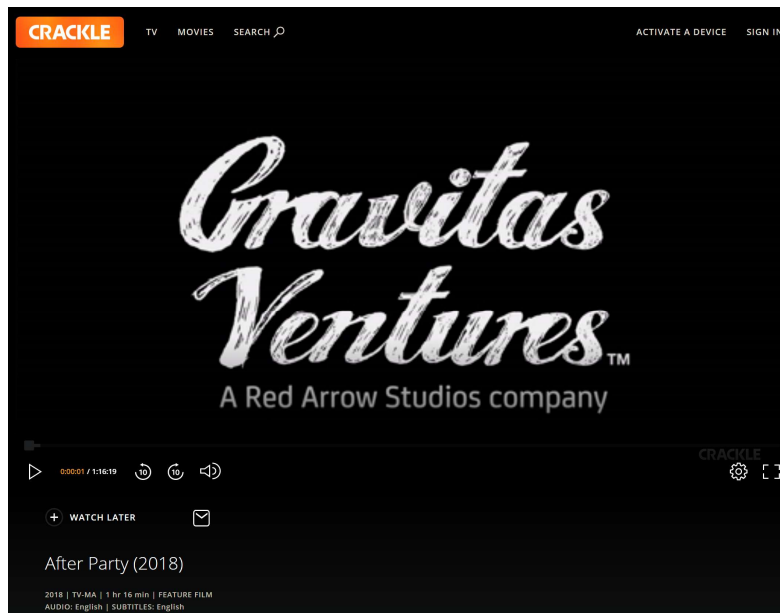 CRACKLE TV MOVIES SEARCH ACTIVATE A DEVICE SIGN IN
Gravitas
Ventures™
A Red Arrow Studios company
CRACKLE
0:00:01 / 1:16:19 10 10
+ WATCH LATER
After Party (2018)
2018 | TV-MA | 1 hr 16 min | FEATURE FILM
AUDIO: English | SUBTITLES: English